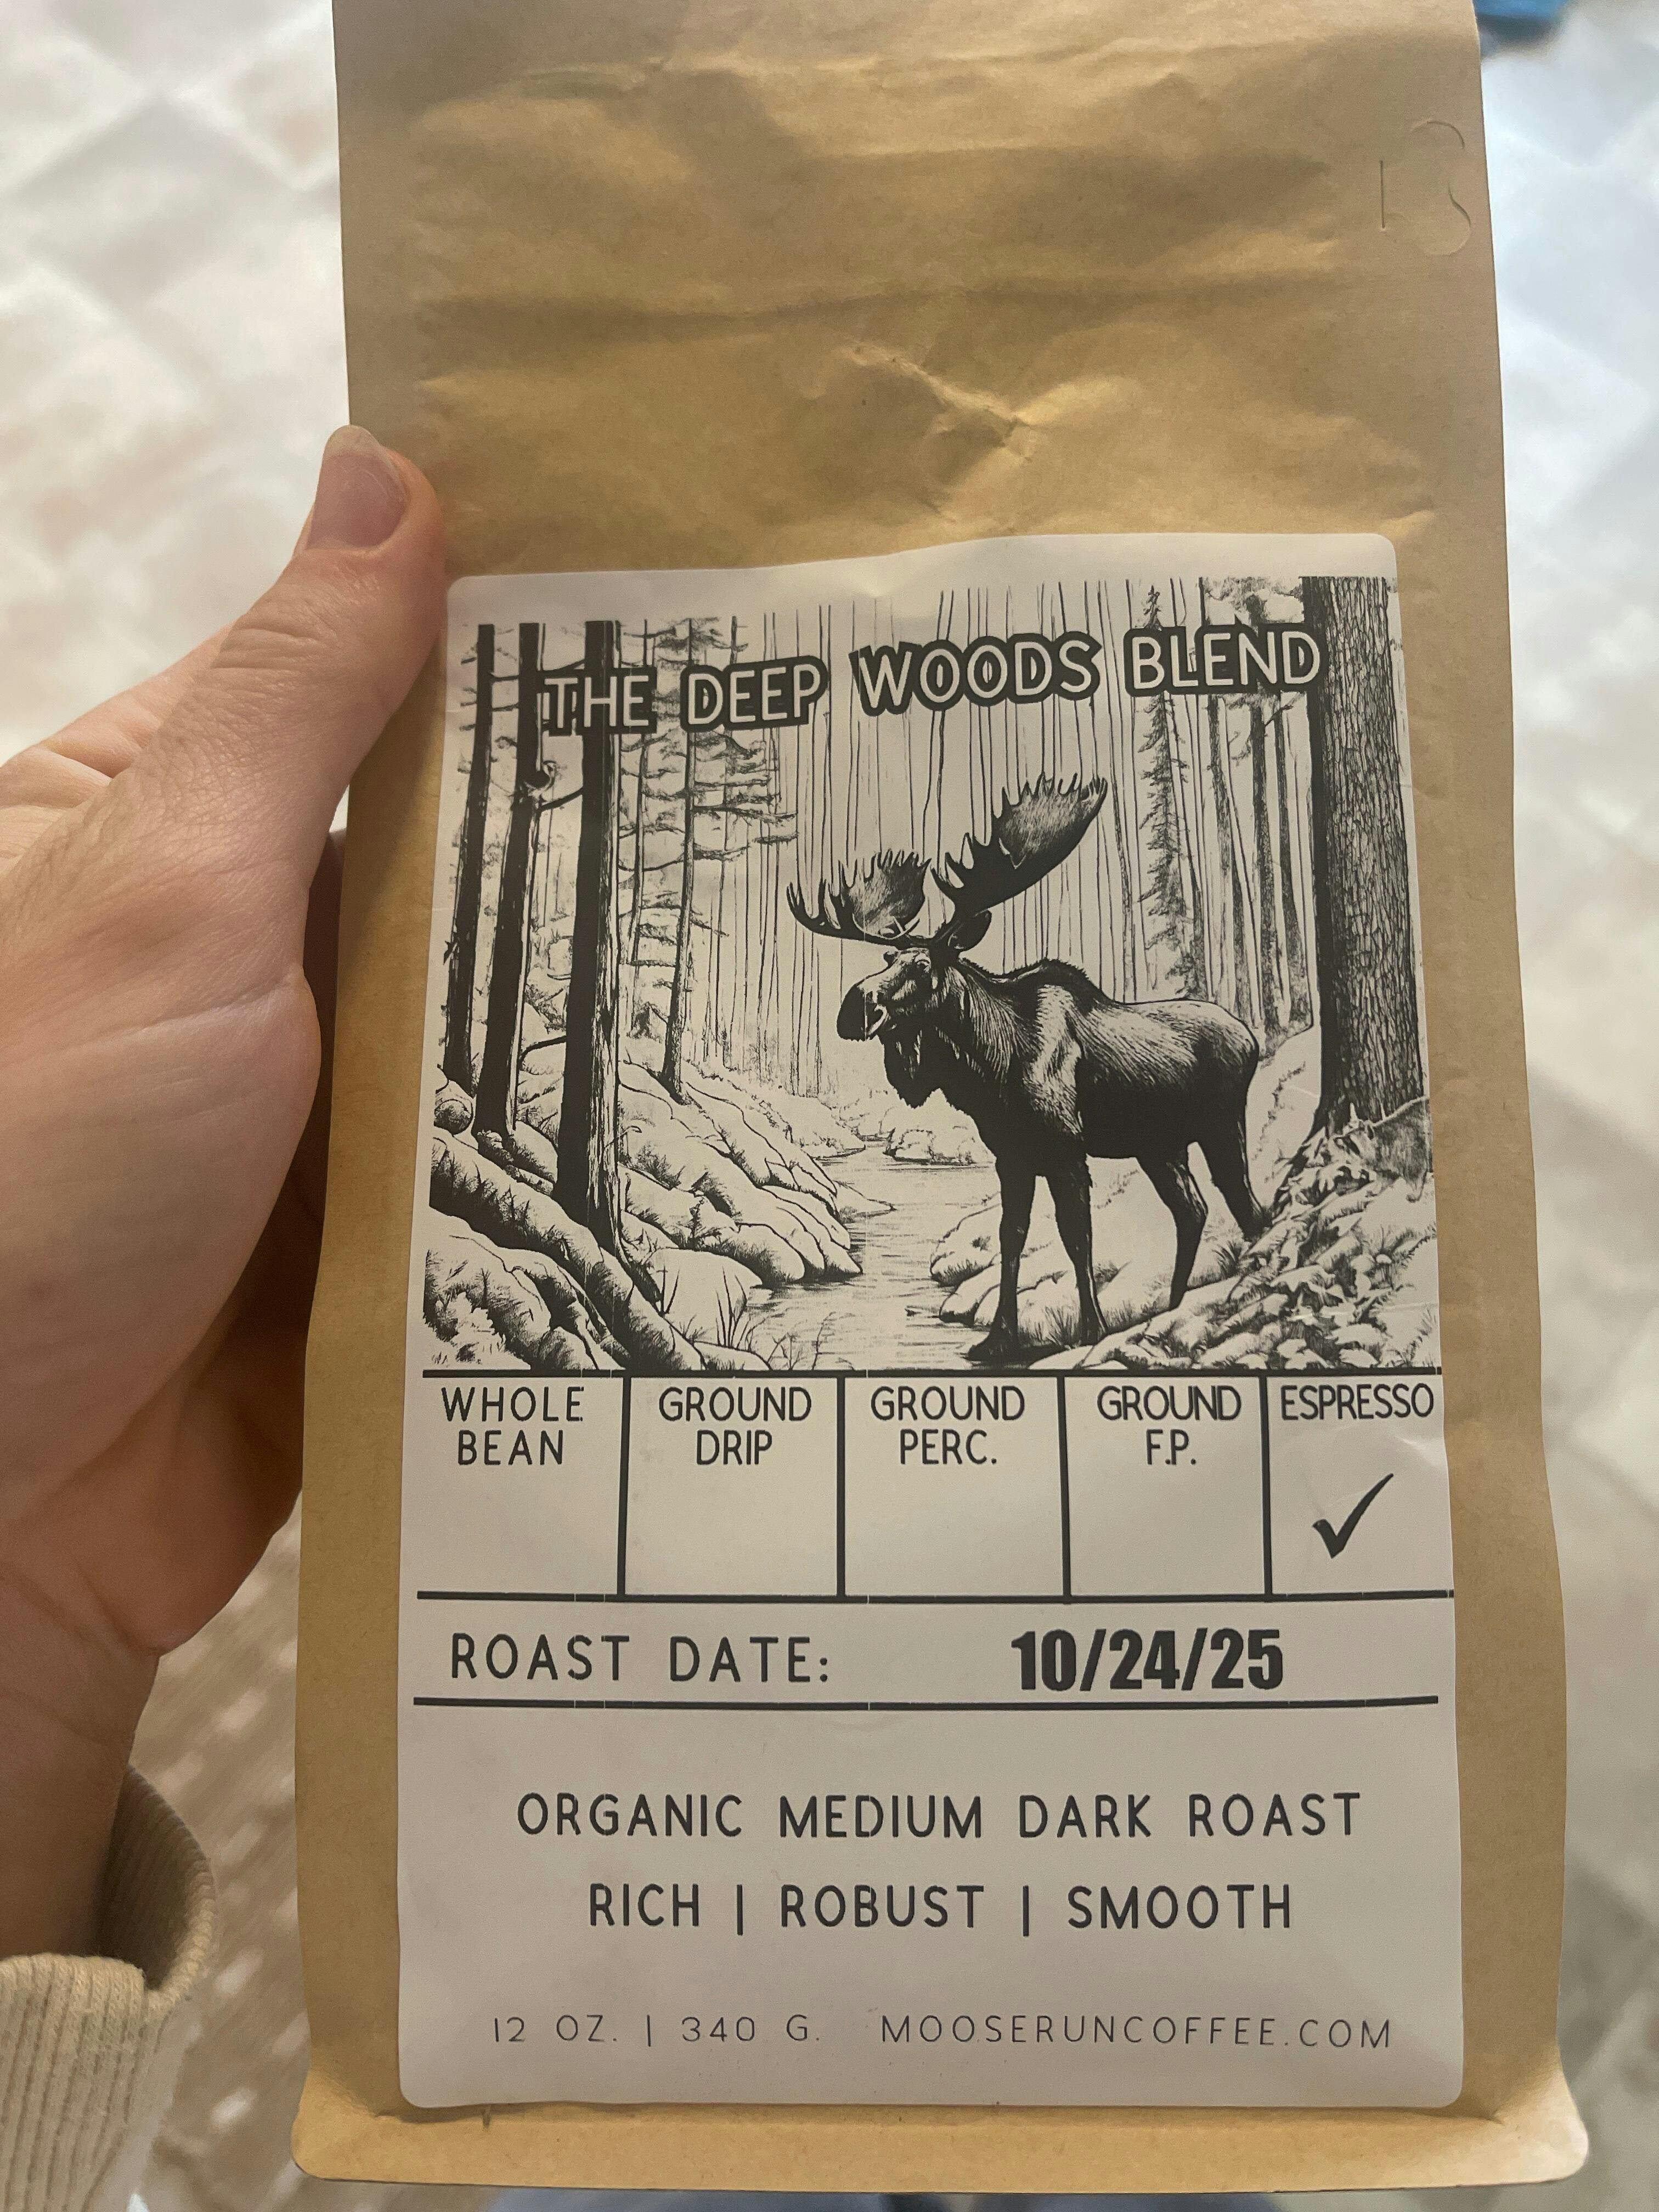 THE DEEP WOODS BLEND
WHOLE BEAN
GROUND DRIP
GROUND PERC.
GROUND F.P.
ESPRESSO
✓
ROAST DATE: 10/24/25
ORGANIC MEDIUM DARK ROAST
RICH | ROBUST | SMOOTH
12 OZ. | 340 G. MOOSERUNCOFFEE.COM